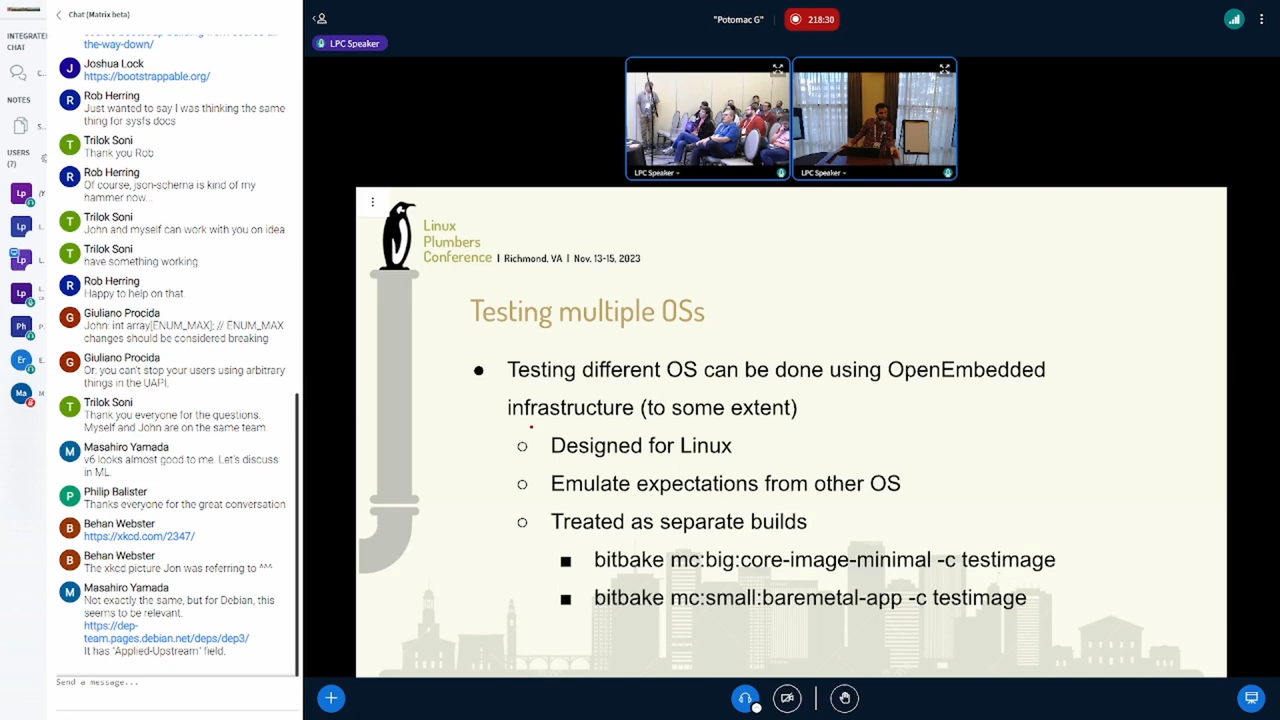 Chat [Matrix beta]
INTEGRATE
CHAT
C...
NOTES
S...
USERS
(7)
the-way-down/
Joshua Lock
https://bootstrappable.org/
Rob Herring
Just wanted to say I was thinking the same
thing for sysfs docs
Trilok Soni
Thank you Rob
Rob Herring
Of course, json-schema is kind of my
hammer now...
Trilok Soni
John and myself can work with you on idea
Trilok Soni
have something working
Rob Herring
Happy to help on that.
Giuliano Procida
John: int array[ENUM_MAX]; // ENUM_MAX
changes should be considered breaking
Giuliano Procida
Or: you can't stop your users using arbitrary
things in the UAPI.
Trilok Soni
Thank you everyone for the questions.
Myself and John are on the same team.
Masahiro Yamada
v6 looks almost good to me. Let's discuss
in ML.
Philip Balister
Thanks everyone for the great conversation
Behan Webster
https://xkcd.com/2347/
Behan Webster
The xkcd picture Jon was referring to ^^^
Masahiro Yamada
Not exactly the same, but for Debian, this
seems to be relevant.
https://dep-
team.pages.debian.net/deps/dep3/
It has 'Applied-Upstream' field.
Send a message...
"Potomac G"
218:30
LPC Speaker
LPC Speaker
LPC Speaker
Linux
Plumbers
Conference | Richmond, VA | Nov. 13-15, 2023
Testing multiple OSs
● Testing different OS can be done using OpenEmbedded
infrastructure (to some extent)
○ Designed for Linux
○ Emulate expectations from other OS
○ Treated as separate builds
■ bitbake mc:big:core-image-minimal -c testimage
■ bitbake mc:small:baremetal-app -c testimage